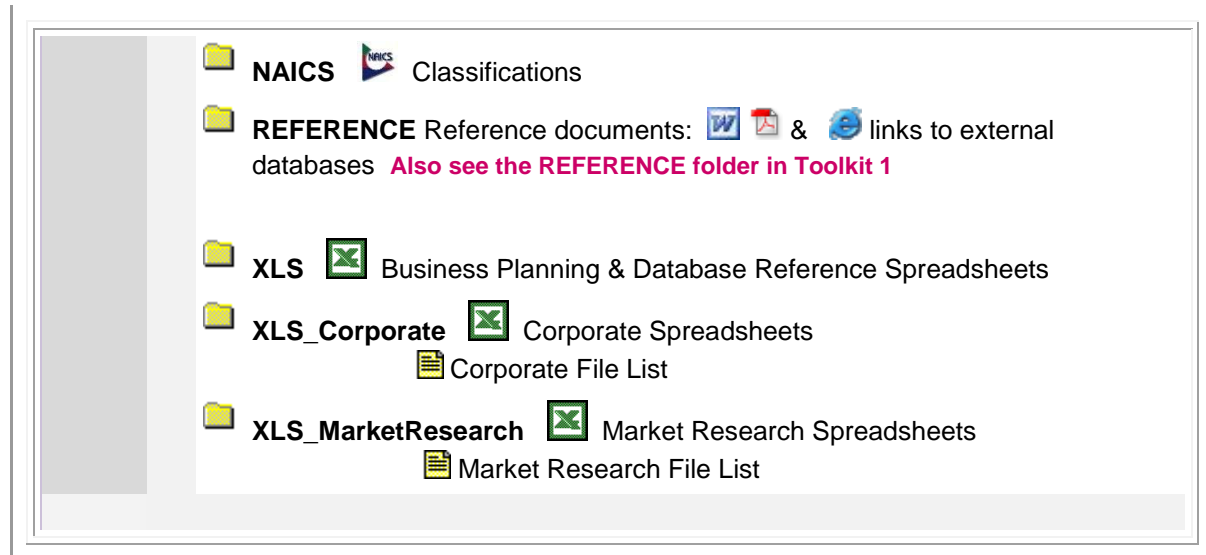 NAICS NAICS Classifications
REFERENCE Reference documents: W & links to external
databases Also see the REFERENCE folder in Toolkit 1
XLS Business Planning & Database Reference Spreadsheets
XLS_Corporate Corporate Spreadsheets
Corporate File List
XLS_MarketResearch Market Research Spreadsheets
Market Research File List